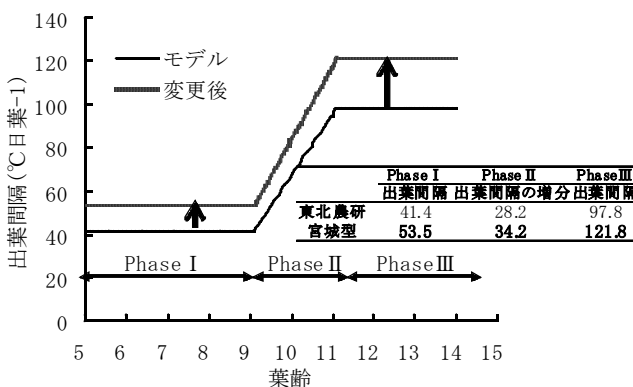 140
120
100
80
60
40
20
0
出葉間隔(℃日葉-1)
モデル
変更後
Phase Ⅰ Phase Ⅱ Phase Ⅲ
出葉間隔 出葉間隔の増分 出葉間隔
東北農研 41.4 28.2 97.8
宮城型 53.5 34.2 121.8
Phase Ⅰ Phase Ⅱ Phase Ⅲ
5 6 7 8 9 10 11 12 13 14 15
葉齢